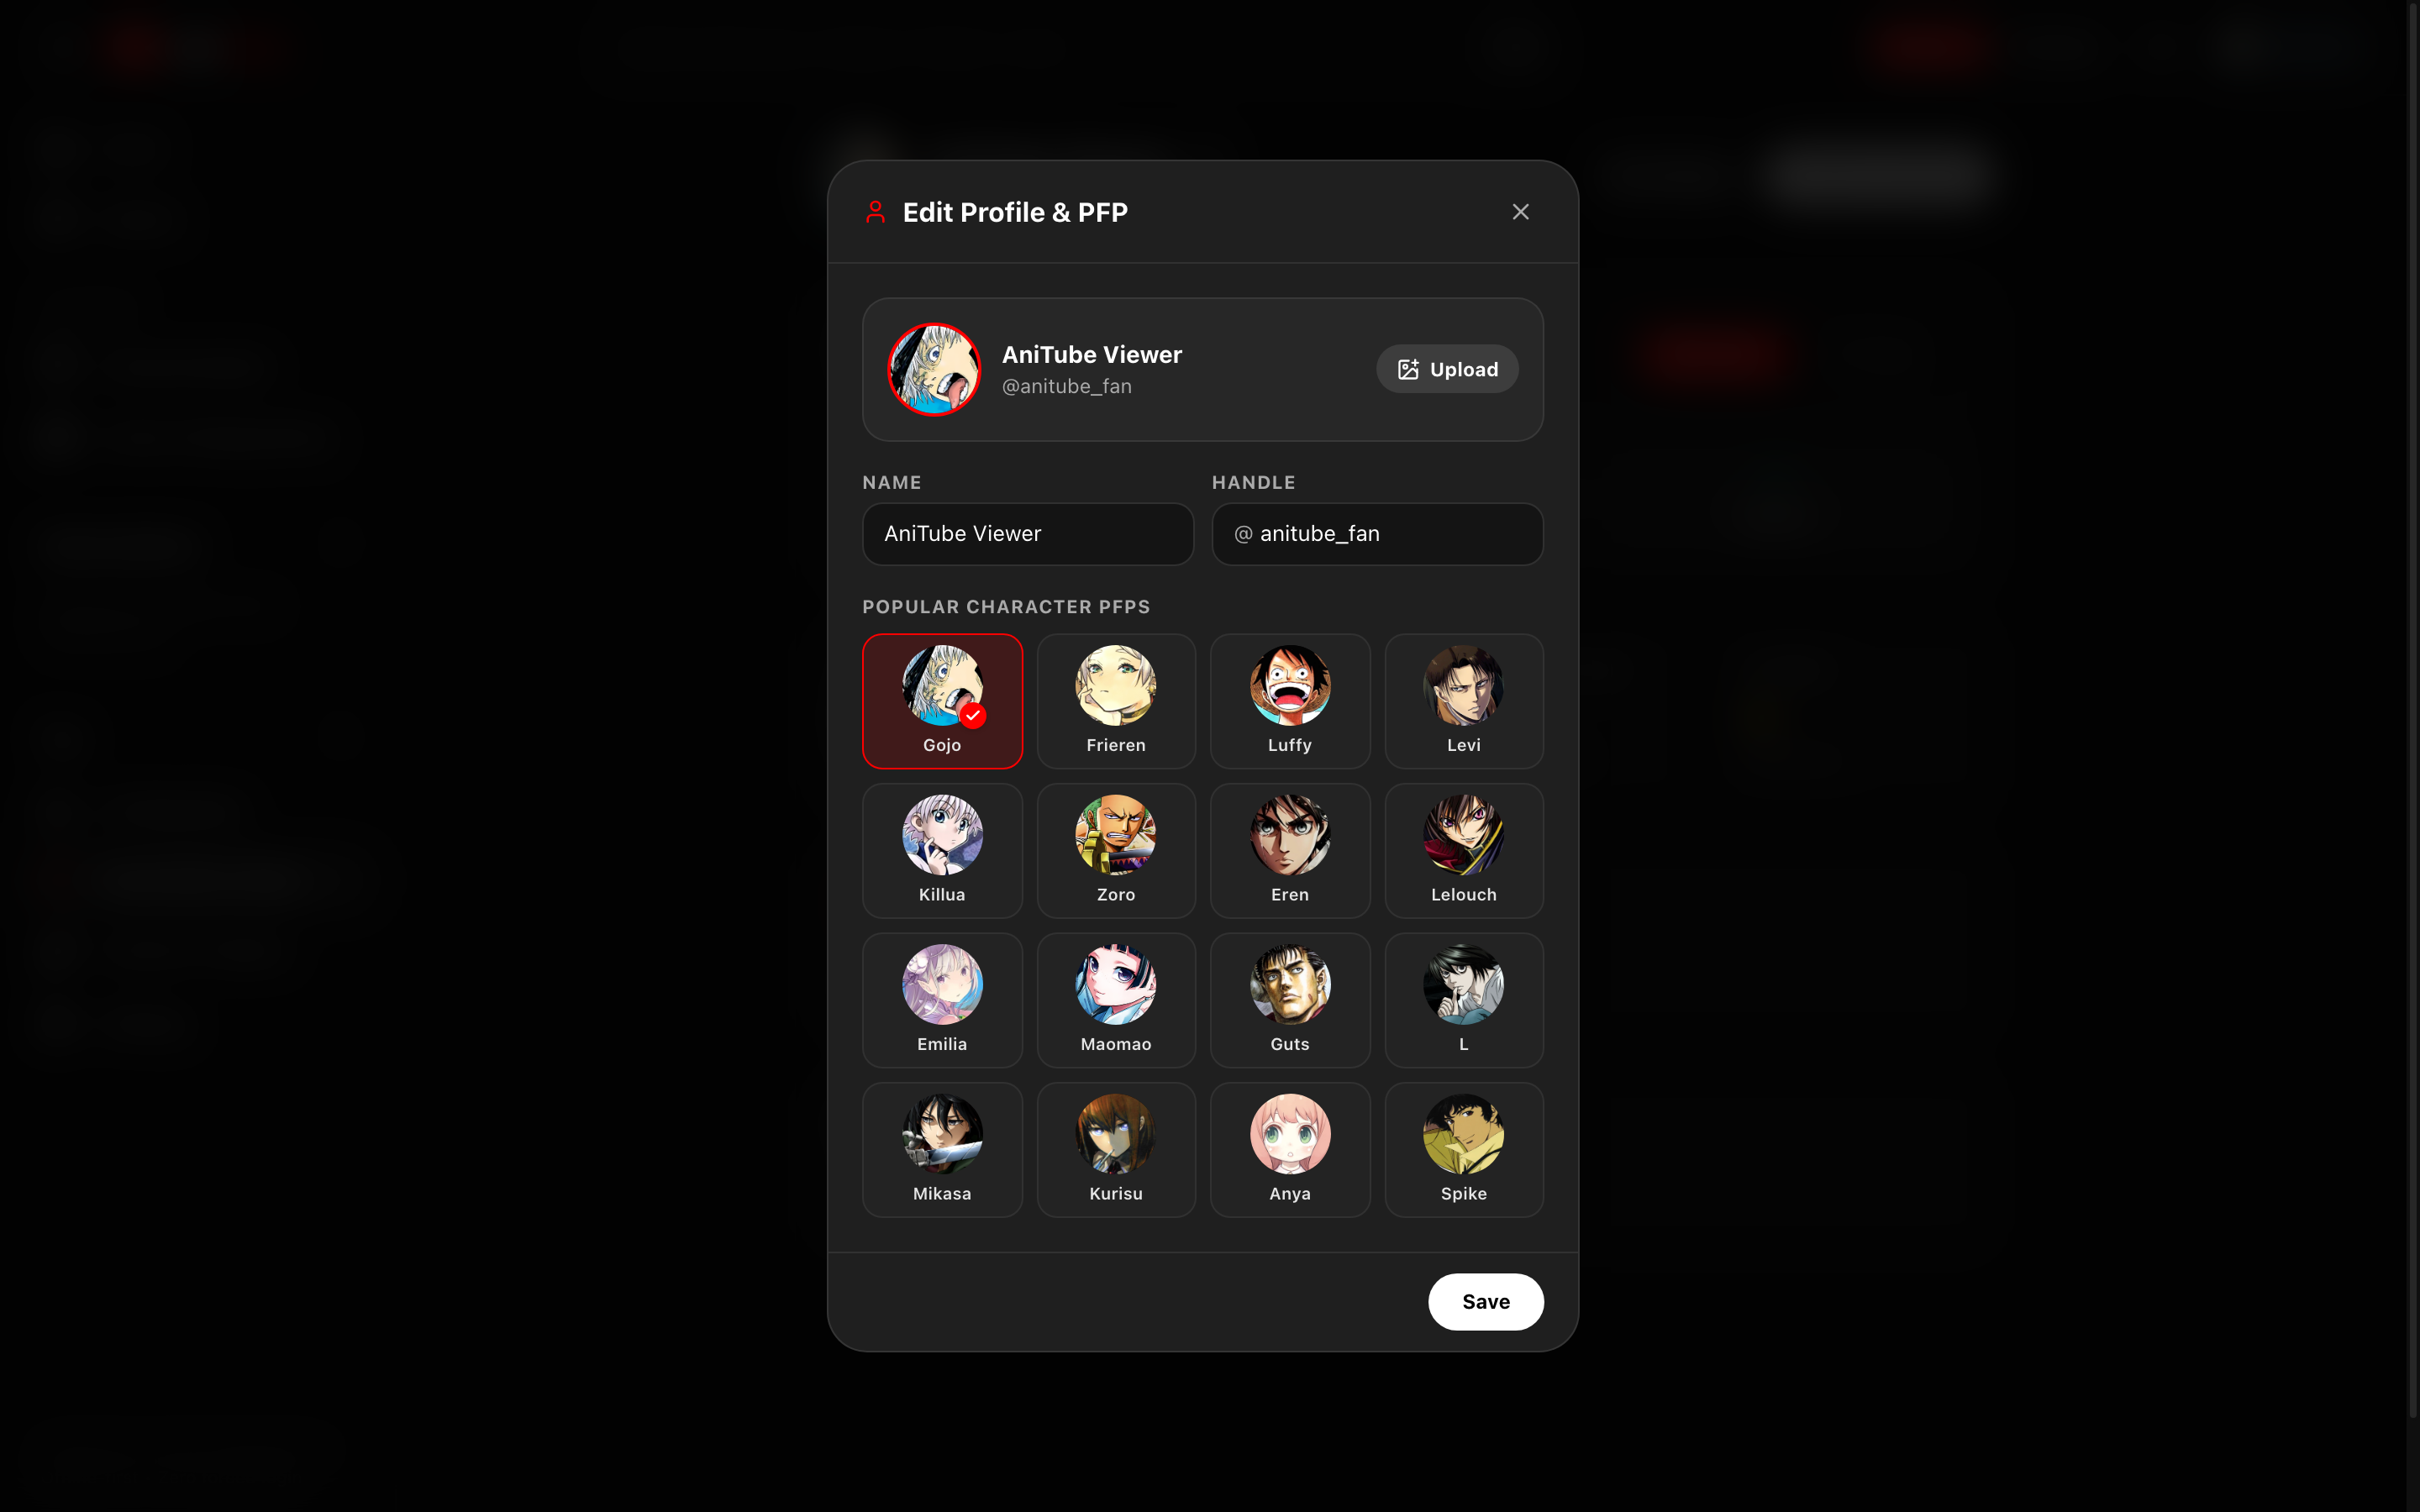 Edit Profile & PFP
AniTube Viewer
@anitube_fan
Upload
NAME
HANDLE
AniTube Viewer
@ anitube_fan
POPULAR CHARACTER PFPS
Gojo
Frieren
Luffy
Levi
Killua
Zoro
Eren
Lelouch
Emilia
Maomao
Guts
L
Mikasa
Kurisu
Anya
Spike
Save